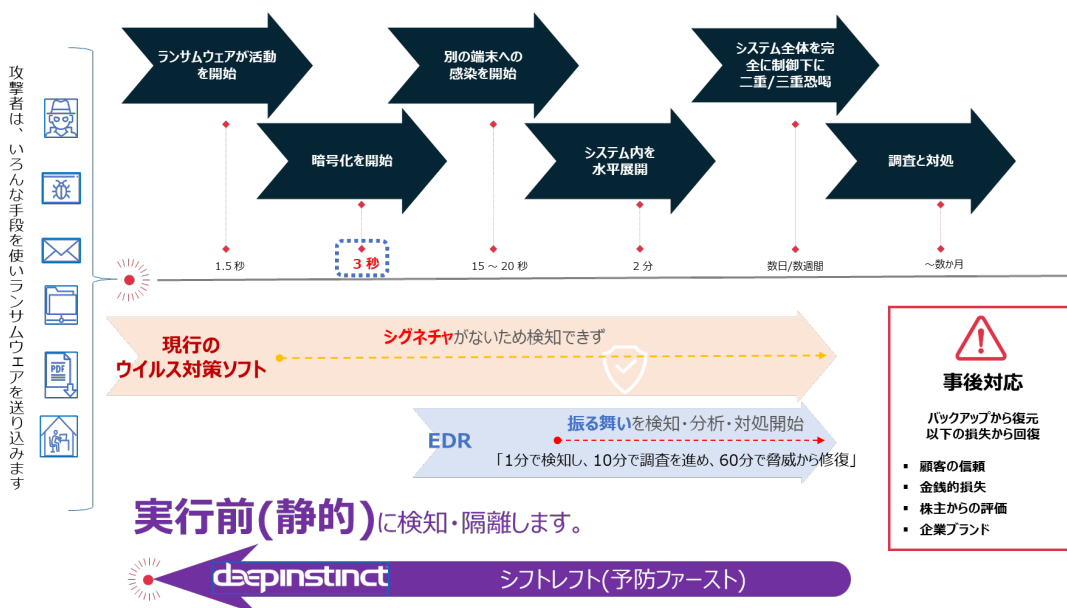 攻撃者は、いろんな手段を使いランサムウェアを送り込みます
ランサムウェアが活動
を開始
別の端末への
感染を開始
システム全体を完
全に制御下に
二重/三重恐喝
暗号化を開始
システム内を
水平展開
調査と対処
1.5 秒
3 秒
15 ～ 20 秒
2 分
数日/数週間
～数か月
PDF
現行の
ウイルス対策ソフト
シグネチャがないため検知できず
EDR
振る舞いを検知・分析・対処開始
「1分で検知し、10分で調査を進め、60分で脅威から修復」
事後対応
バックアップから復元
以下の損失から回復
▪ 顧客の信頼
▪ 金銭的損失
▪ 株主からの評価
▪ 企業ブランド
実行前(静的)に検知・隔離します。
deepinstinct
シフトレフト(予防ファースト)